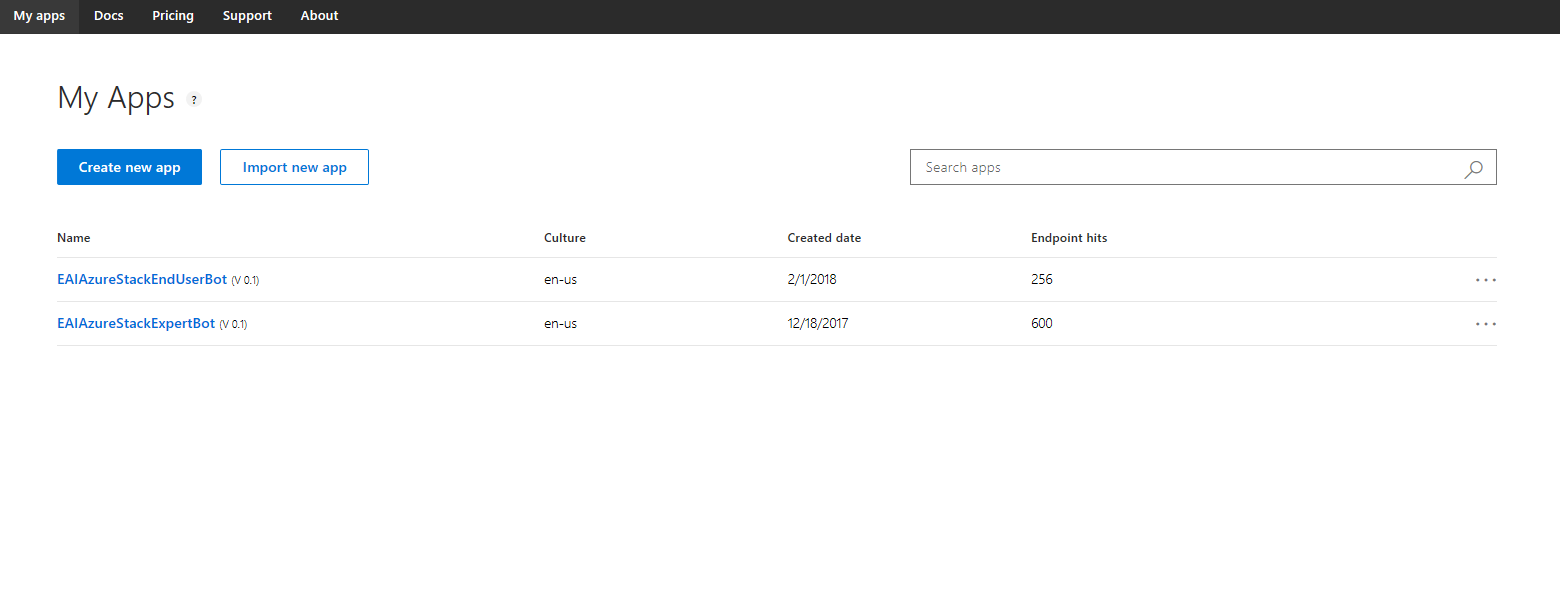 My apps Docs Pricing Support About
My Apps ?
Create new app Import new app Search apps
Name Culture Created date Endpoint hits
EAIAzureStackEndUserBot (V 0.1) en-us 2/1/2018 256 ...
EAIAzureStackExpertBot (V 0.1) en-us 12/18/2017 600 ...